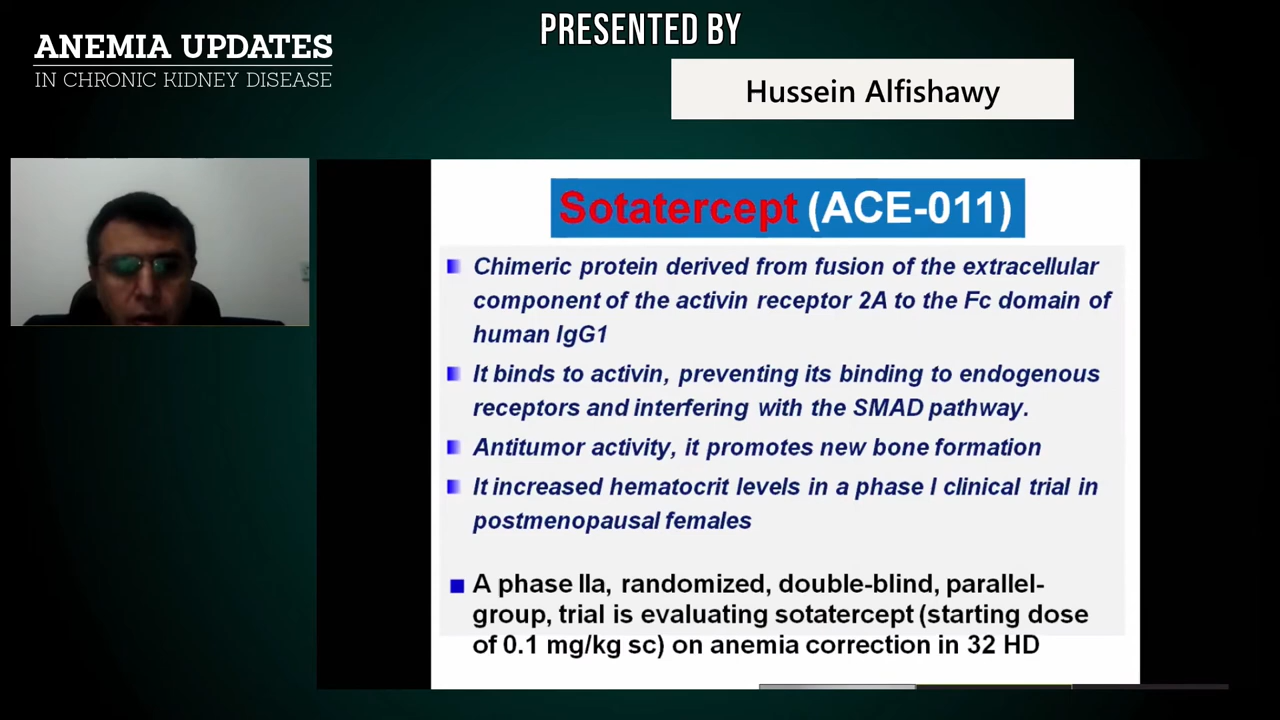 PRESENTED BY
ANEMIA UPDATES
IN CHRONIC KIDNEY DISEASE
Hussein Alfishawy
Sotatercept (ACE-011)
Chimeric protein derived from fusion of the extracellular
component of the activin receptor 2A to the Fc domain of
human IgG1
It binds to activin, preventing its binding to endogenous
receptors and interfering with the SMAD pathway.
Antitumor activity, it promotes new bone formation
It increased hematocrit levels in a phase I clinical trial in
postmenopausal females
A phase IIa, randomized, double-blind, parallel-
group, trial is evaluating sotatercept (starting dose
of 0.1 mg/kg sc) on anemia correction in 32 HD